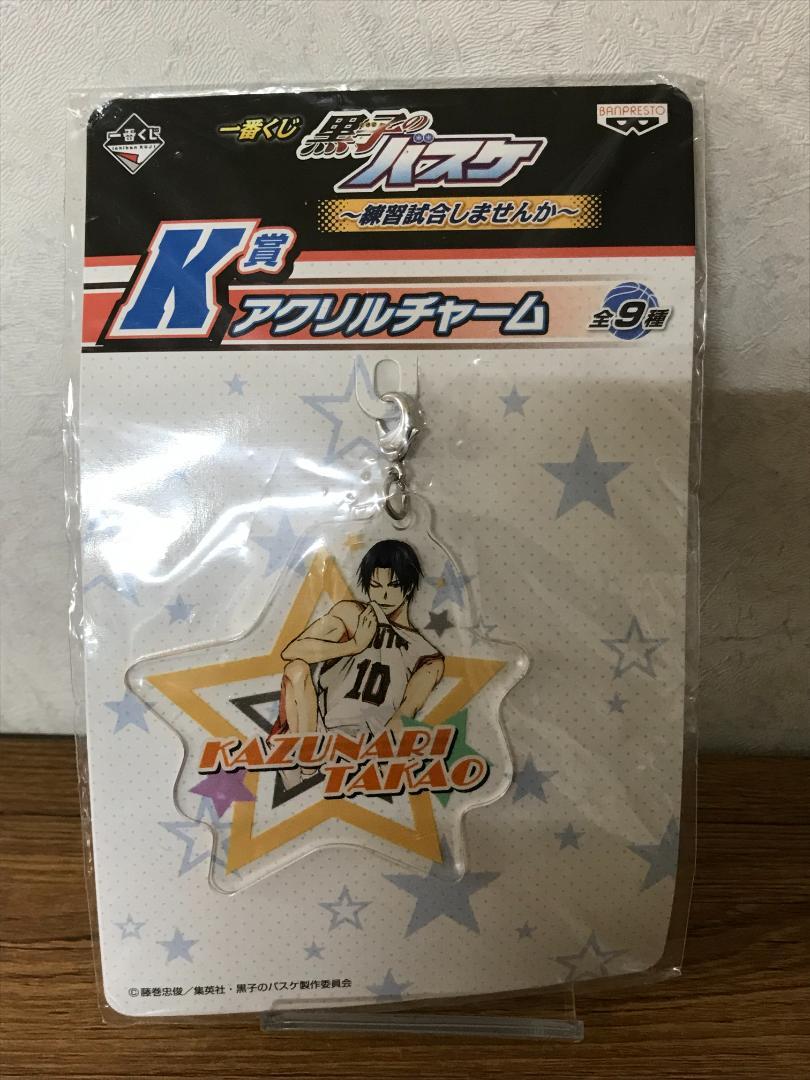 一番くじ
ichiban KUJI
一番くじ 黒子のバスケ
BANPRESTO
～練習試合しませんか～
K賞
アクリルチャーム
全9種
10
KAZUNARI
TAKAO
©藤巻忠俊／集英社・黒子のバスケ製作委員会